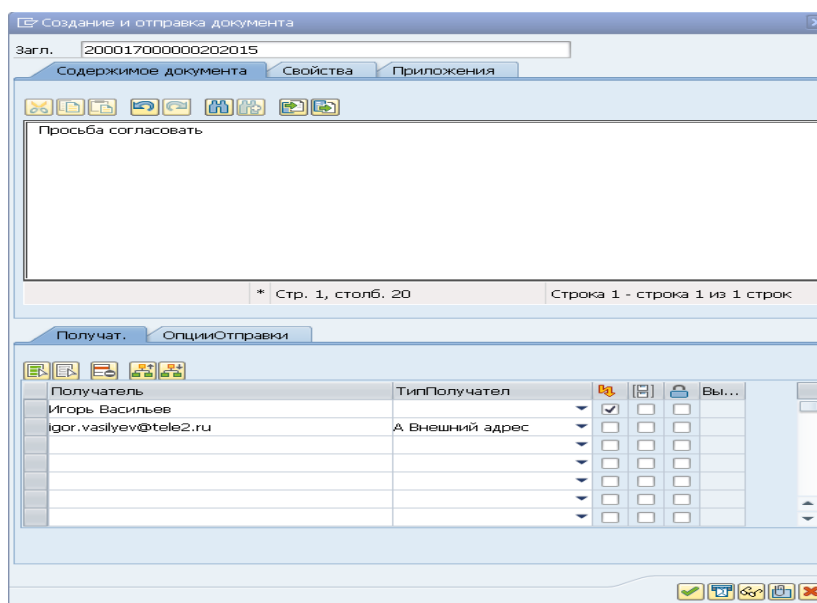 Создание и отправка документа
Загл. 200017000000202015
Содержимое документа Свойства Приложения
Просьба согласовать
* Стр. 1, столб. 20 Строка 1 - строка 1 из 1 строк
Получат. ОпцииОтправки
Получатель ТипПолучател Вы...
Игорь Васильев
igor.vasilyev@tele2.ru А Внешний адрес